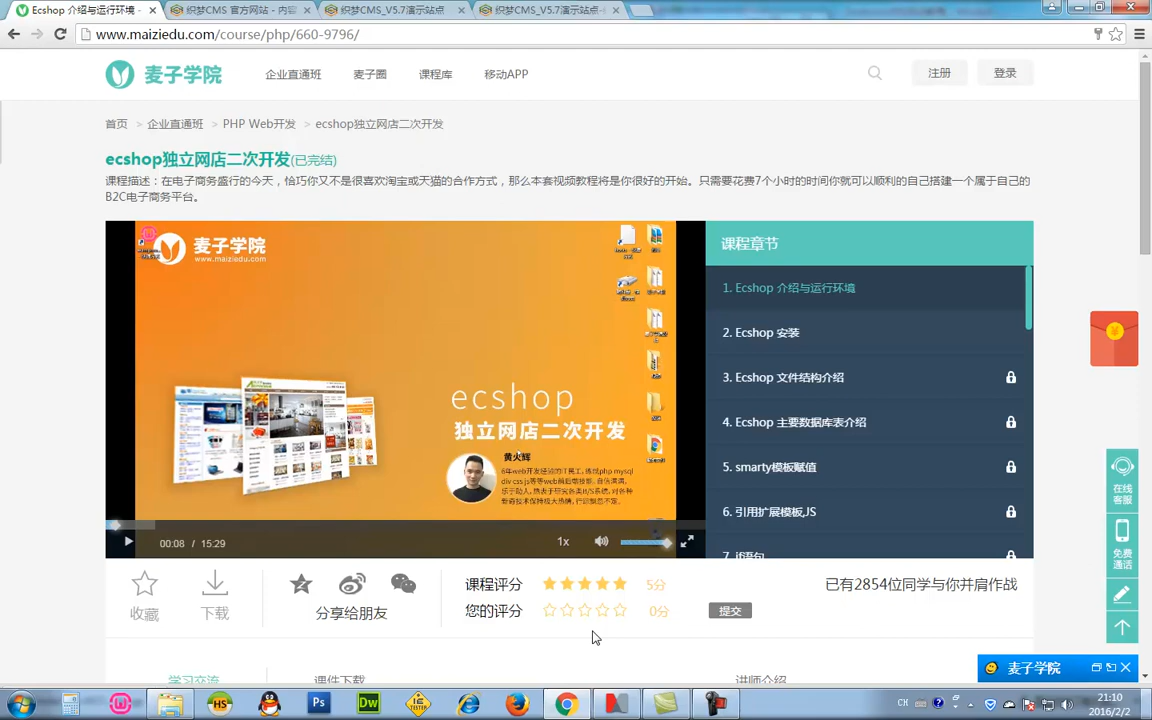 Ecshop 介绍与运行环境 -
织梦CMS 官方网站 - 内容
织梦CMS_V5.7演示站点
织梦CMS_V5.7演示站点 -
www.maiziedu.com/course/php/660-9796/
麦子学院
企业直通班
麦子圈
课程库
移动APP
注册
登录
首页 > 企业直通班 > PHP Web开发 > ecshop独立网店二次开发
ecshop独立网店二次开发(已完结)
课程描述：在电子商务盛行的今天，恰巧你又不是很喜欢淘宝或天猫的合作方式，那么本套视频教程将是你很好的开始。只需要花费7个小时的时间你就可以顺利的自己搭建一个属于自己的
B2C电子商务平台。
麦子学院
www.maiziedu.com
ecshop
独立网店二次开发
黄火辉
00:08 / 15:29
1x
课程章节
1. Ecshop 介绍与运行环境
2. Ecshop 安装
3. Ecshop 文件结构介绍
4. Ecshop 主要数据库表介绍
5. smarty模板赋值
6. 引用扩展模板,JS
7. if语句
收藏
下载
分享给朋友
课程评分
5分
您的评分
0分
提交
已有2854位同学与你并肩作战
学习交流
课件下载
讲师介绍
在线
客服
免费
通话
麦子学院
HS
Ps
Dw
TESTER
CH
21:10
2016/2/2